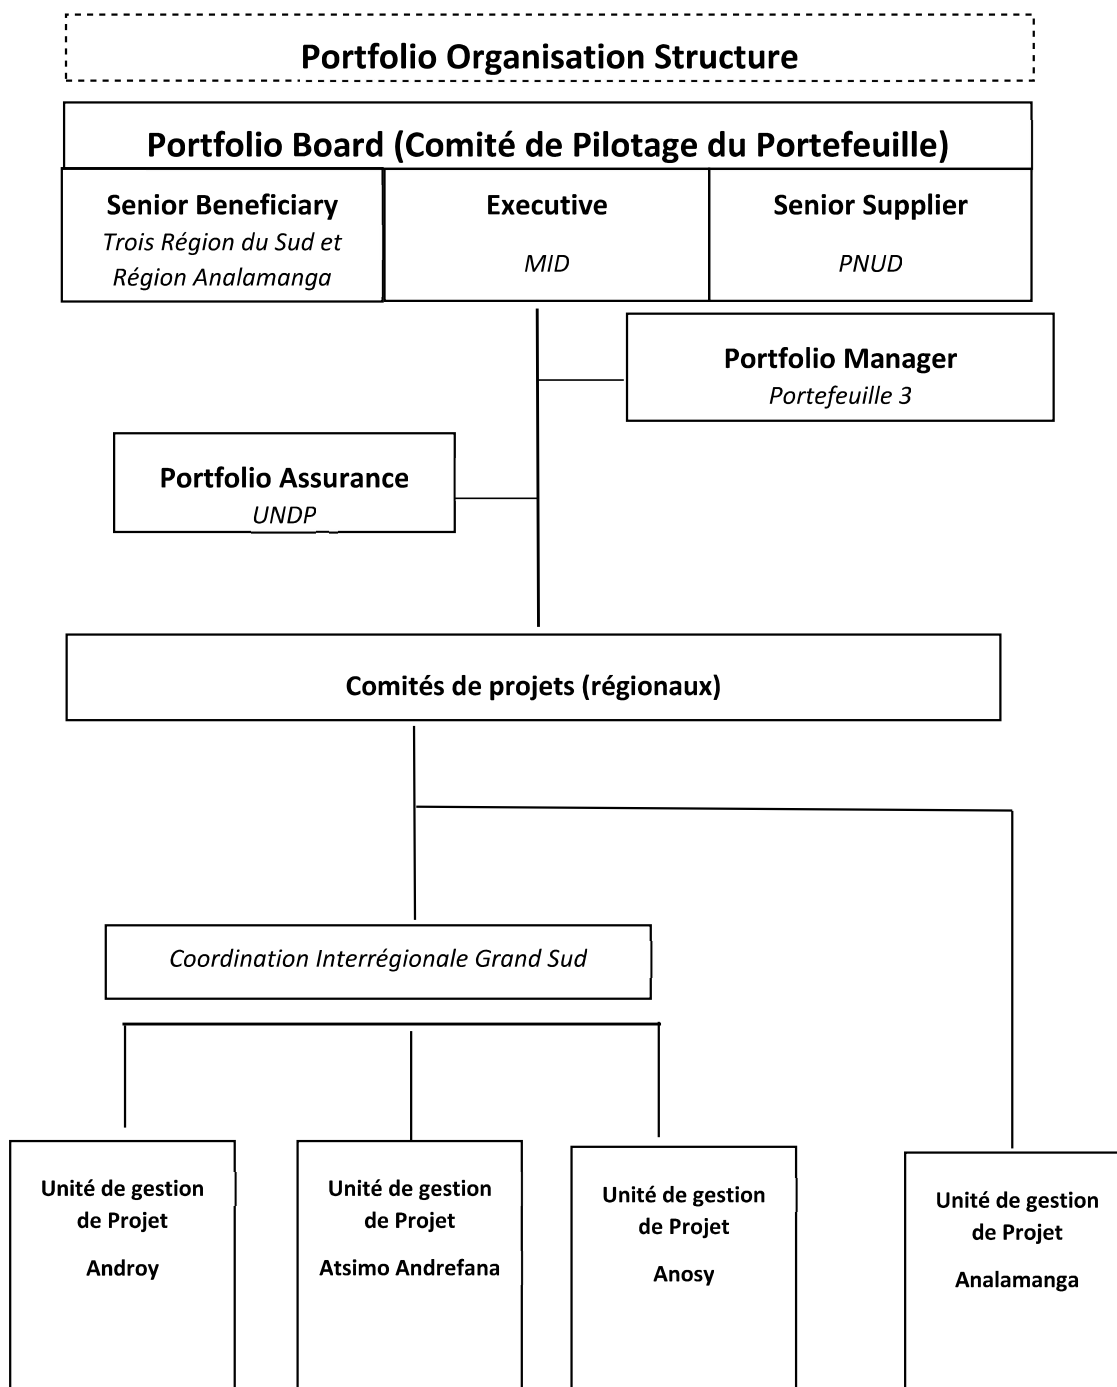 Portfolio Organisation Structure
Portfolio Board (Comité de Pilotage du Portefeuille)
Senior Beneficiary
Trois Région du Sud et
Région Analamanga
Executive
MID
Senior Supplier
PNUD
Portfolio Manager
Portefeuille 3
Portfolio Assurance
UNDP
Comités de projets (régionaux)
Coordination Interrégionale Grand Sud
Unité de gestion
de Projet
Androy
Unité de gestion
de Projet
Atsimo Andrefana
Unité de gestion
de Projet
Anosy
Unité de gestion
de Projet
Analamanga